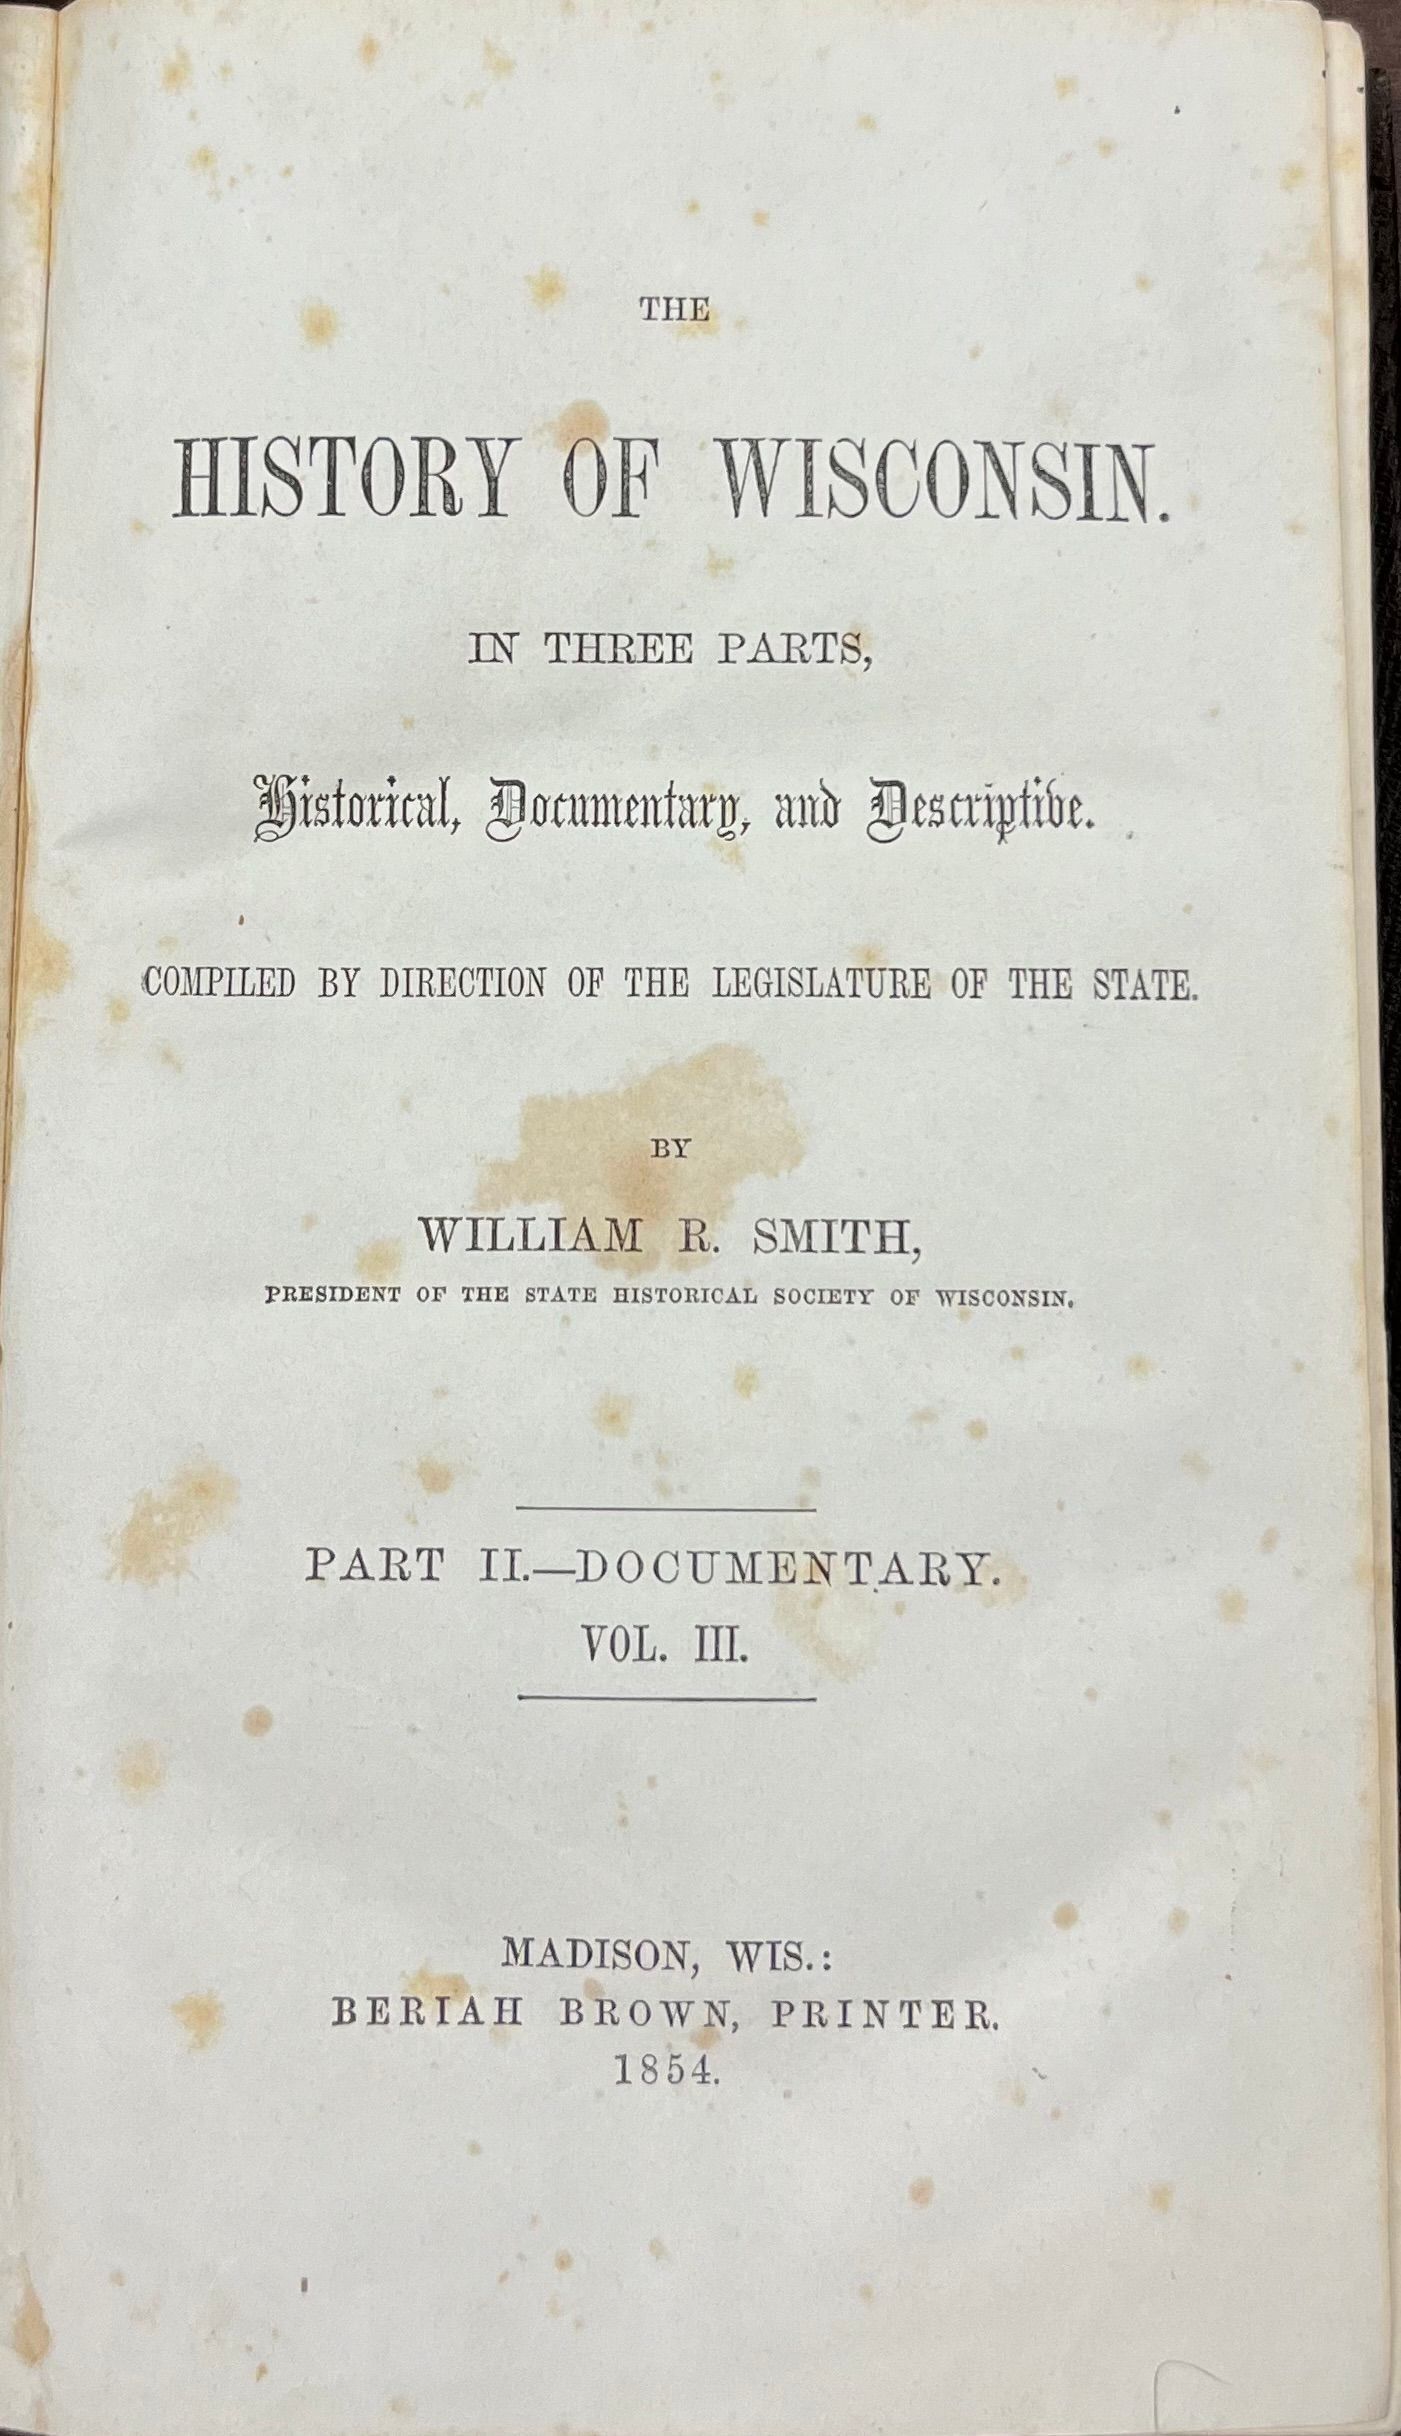 THE
HISTORY OF WISCONSIN.
IN THREE PARTS,
Historical, Documentary, and Descriptive.
COMPILED BY DIRECTION OF THE LEGISLATURE OF THE STATE.
BY
WILLIAM R. SMITH,
PRESIDENT OF THE STATE HISTORICAL SOCIETY OF WISCONSIN.
PART II.—DOCUMENTARY.
VOL. III.
MADISON, WIS.:
BERIAH BROWN, PRINTER.
1854.